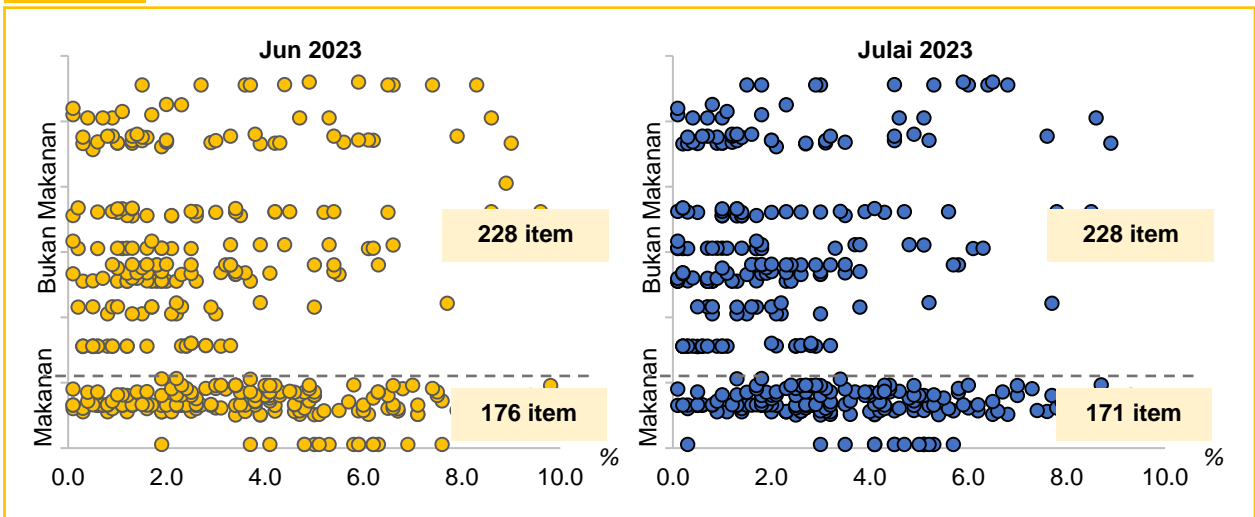 Jun 2023
Bukan Makanan
Makanan
228 item
176 item
0.0 2.0 4.0 6.0 8.0 10.0
%
Julai 2023
Bukan Makanan
Makanan
228 item
171 item
0.0 2.0 4.0 6.0 8.0 10.0
%